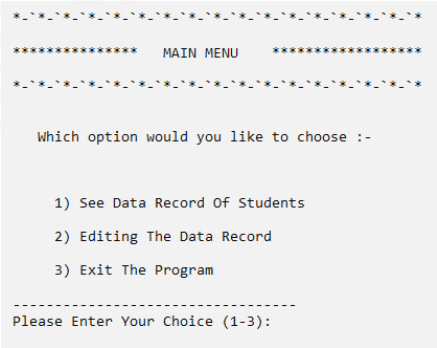 *-`*-`*-`*-`*-`*-`*-`*-`*-`*-`*-`*-`*-`*-`*-`*-`*
***************   MAIN MENU    ******************
*-`*-`*-`*-`*-`*-`*-`*-`*-`*-`*-`*-`*-`*-`*-`*-`*
Which option would you like to choose :-
1) See Data Record Of Students
2) Editing The Data Record
3) Exit The Program
----------------------------------
Please Enter Your Choice (1-3):